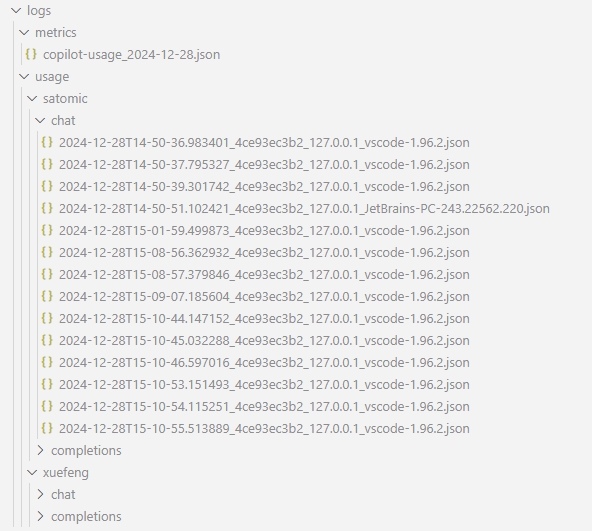 logs
metrics
{} copilot-usage_2024-12-28.json
usage
satomic
chat
{} 2024-12-28T14-50-36.983401_4ce93ec3b2_127.0.0.1_vscode-1.96.2.json
{} 2024-12-28T14-50-37.795327_4ce93ec3b2_127.0.0.1_vscode-1.96.2.json
{} 2024-12-28T14-50-39.301742_4ce93ec3b2_127.0.0.1_vscode-1.96.2.json
{} 2024-12-28T14-50-51.102421_4ce93ec3b2_127.0.0.1_JetBrains-PC-243.22562.220.json
{} 2024-12-28T15-01-59.499873_4ce93ec3b2_127.0.0.1_vscode-1.96.2.json
{} 2024-12-28T15-08-56.362932_4ce93ec3b2_127.0.0.1_vscode-1.96.2.json
{} 2024-12-28T15-08-57.379846_4ce93ec3b2_127.0.0.1_vscode-1.96.2.json
{} 2024-12-28T15-09-07.185604_4ce93ec3b2_127.0.0.1_vscode-1.96.2.json
{} 2024-12-28T15-10-44.147152_4ce93ec3b2_127.0.0.1_vscode-1.96.2.json
{} 2024-12-28T15-10-45.032288_4ce93ec3b2_127.0.0.1_vscode-1.96.2.json
{} 2024-12-28T15-10-46.597016_4ce93ec3b2_127.0.0.1_vscode-1.96.2.json
{} 2024-12-28T15-10-53.151493_4ce93ec3b2_127.0.0.1_vscode-1.96.2.json
{} 2024-12-28T15-10-54.115251_4ce93ec3b2_127.0.0.1_vscode-1.96.2.json
{} 2024-12-28T15-10-55.513889_4ce93ec3b2_127.0.0.1_vscode-1.96.2.json
completions
xuefeng
chat
completions